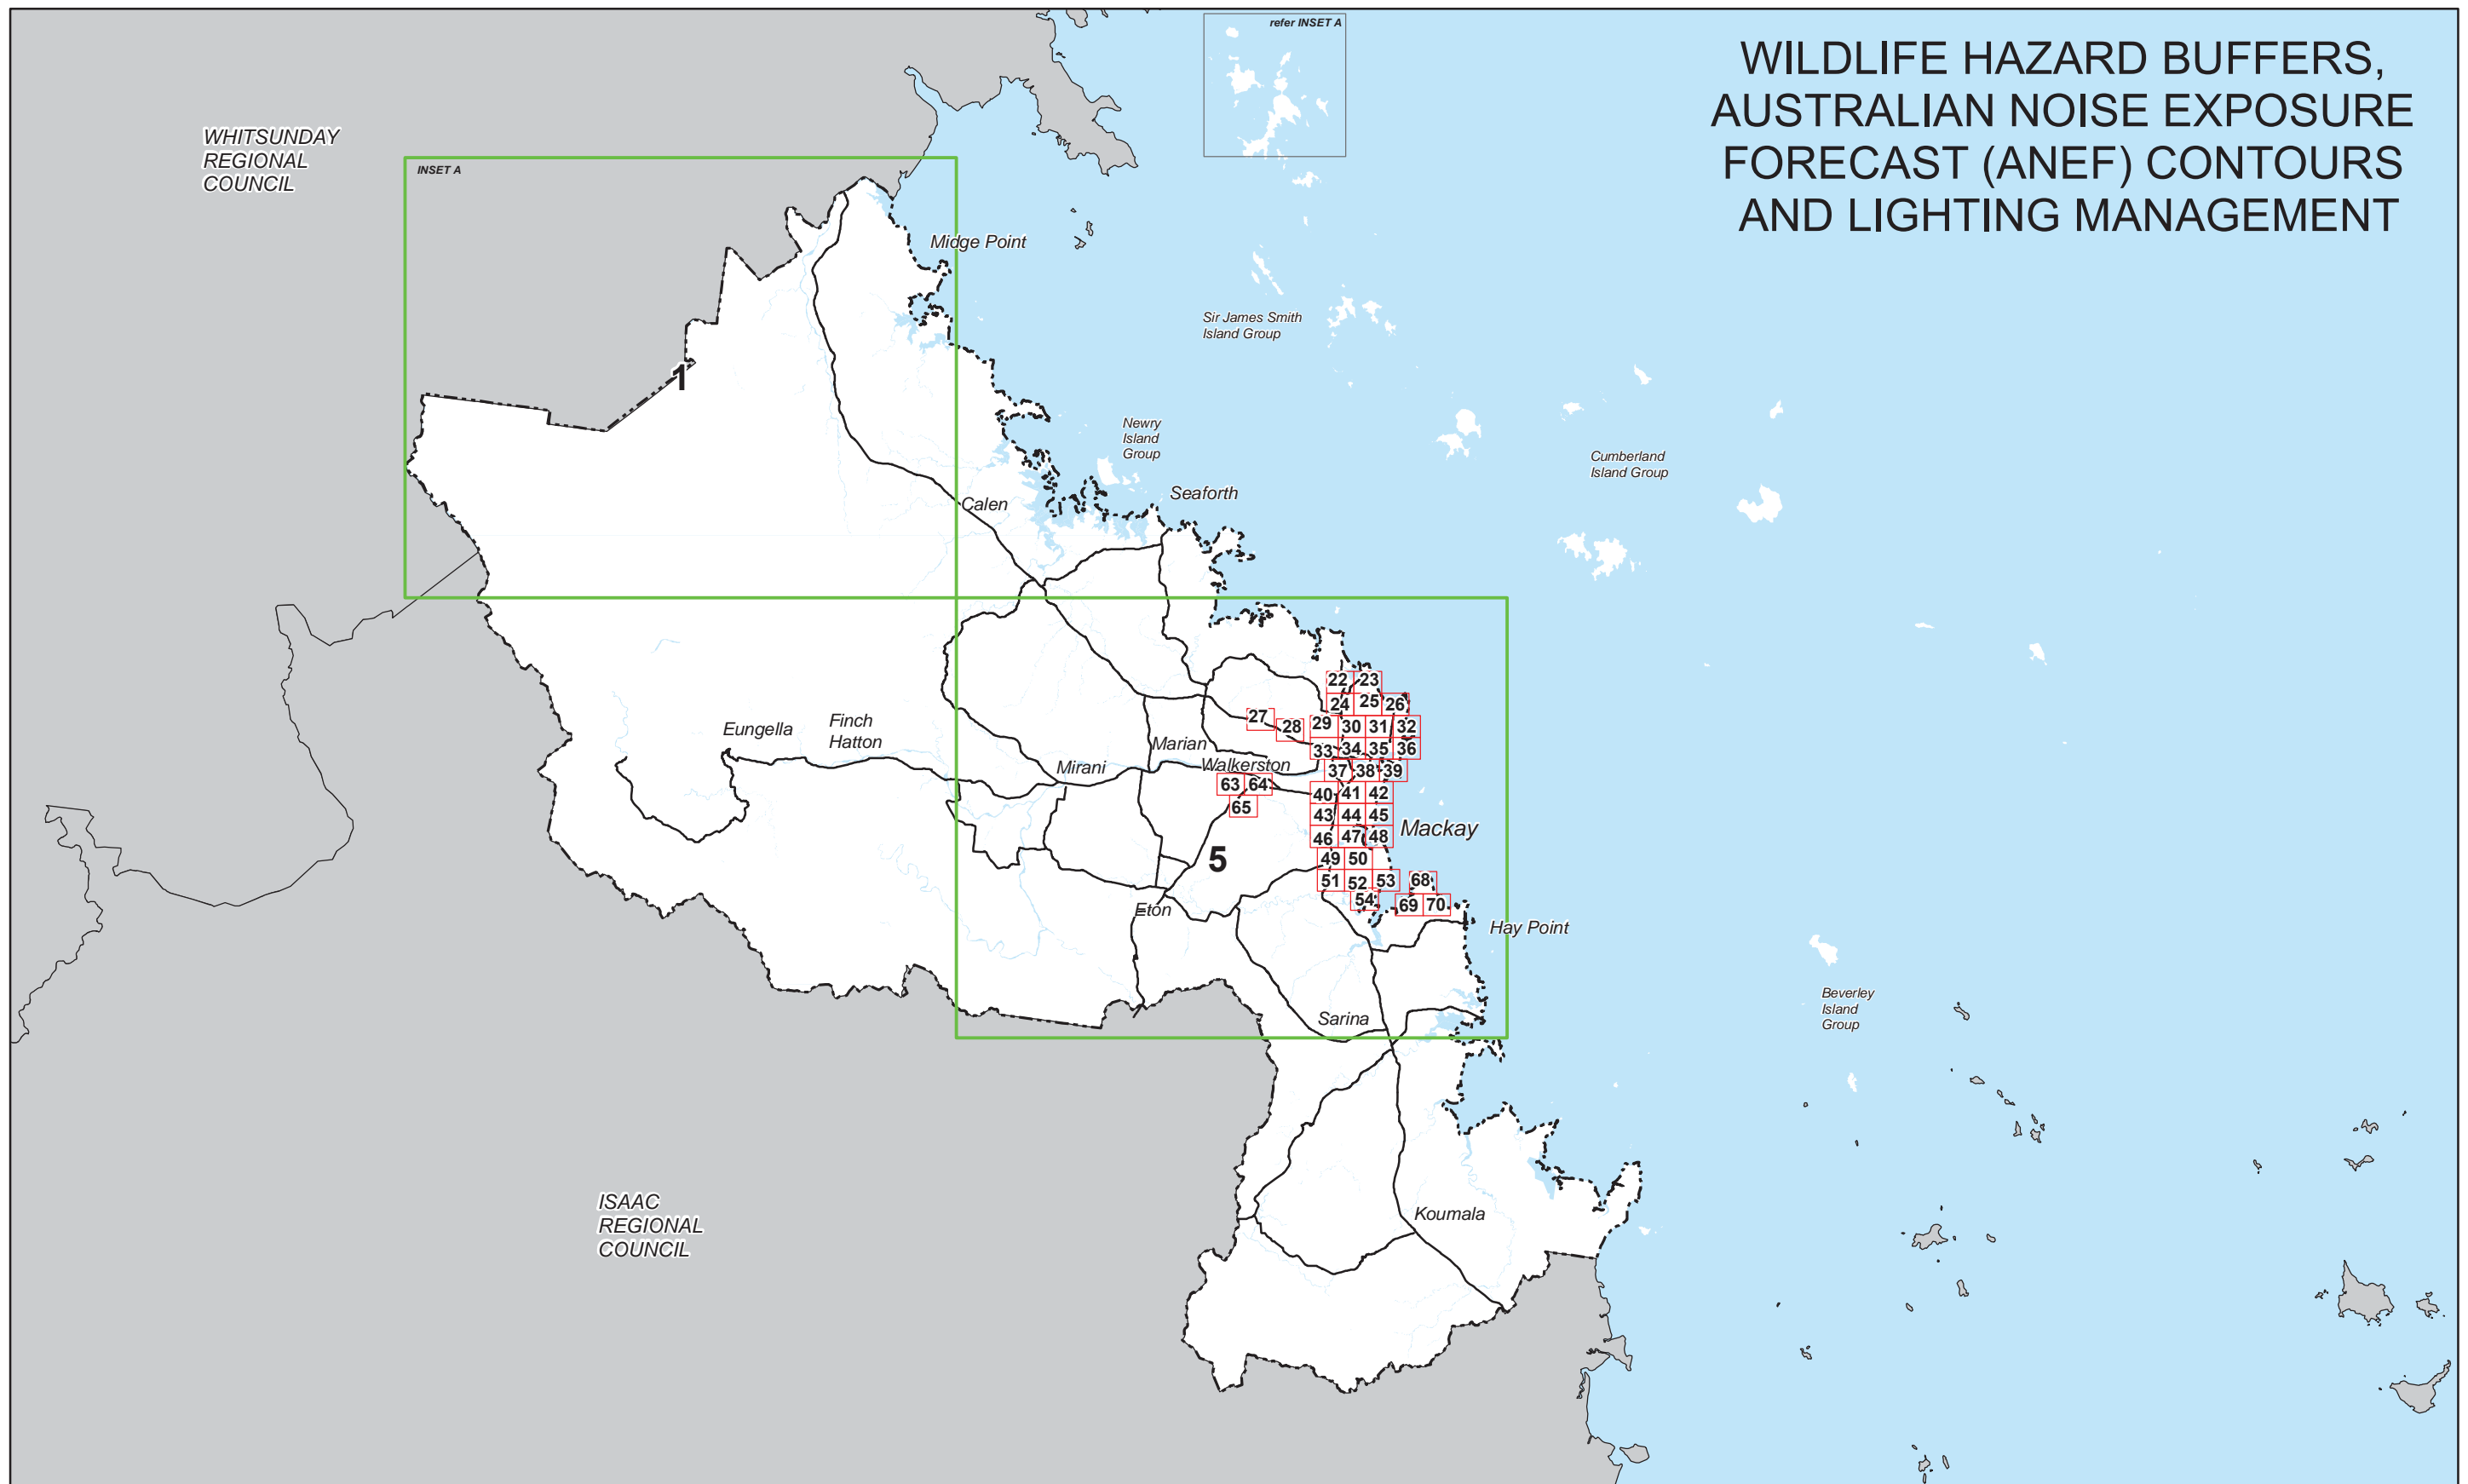 refer INSET A
WILDLIFE HAZARD BUFFERS,
AUSTRALIAN NOISE EXPOSURE
FORECAST (ANEF) CONTOURS
AND LIGHTING MANAGEMENT
WHITSUNDAY
REGIONAL
COUNCIL
INSET A
Midge Point
Sir James Smith
Island Group
1
Newry
Island
Group
Cumberland
Island Group
Seaforth
Calen
22 23
24 25 26
27 28 29 30 31 32
Eungella
Finch
Hatton
Marian
33 34 35 36
Mirani
Walkerston
37 38 39
63 64
40 41 42
65
43 44 45
46 47 48
Mackay
5
49 50
51 52 53
68
54
69 70
Eton
Hay Point
Beverley
Island
Group
Sarina
ISAAC
REGIONAL
COUNCIL
Koumala